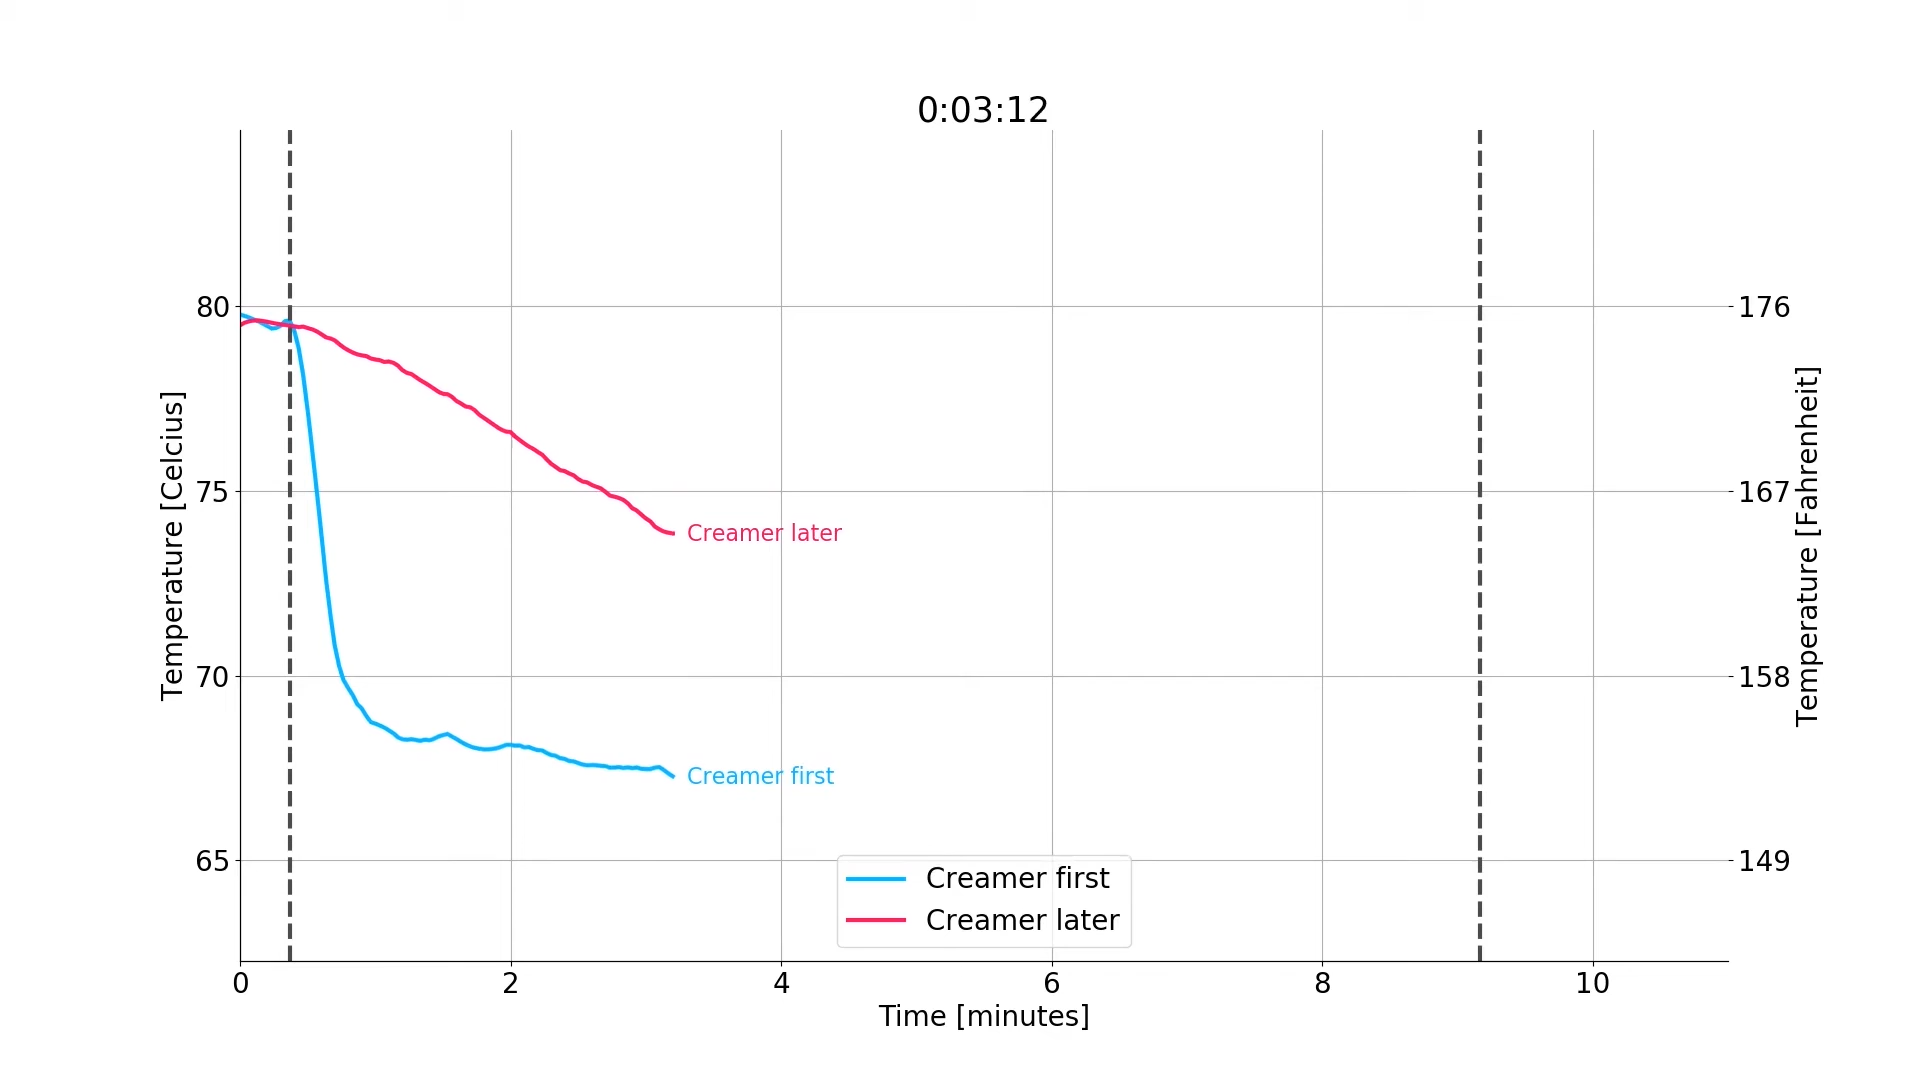 0:03:12
80
75
70
65
176
167
158
149
Temperature [Celcius]
Temperature [Fahrenheit]
Creamer later
Creamer first
Creamer first
Creamer later
0 2 4 6 8 10
Time [minutes]